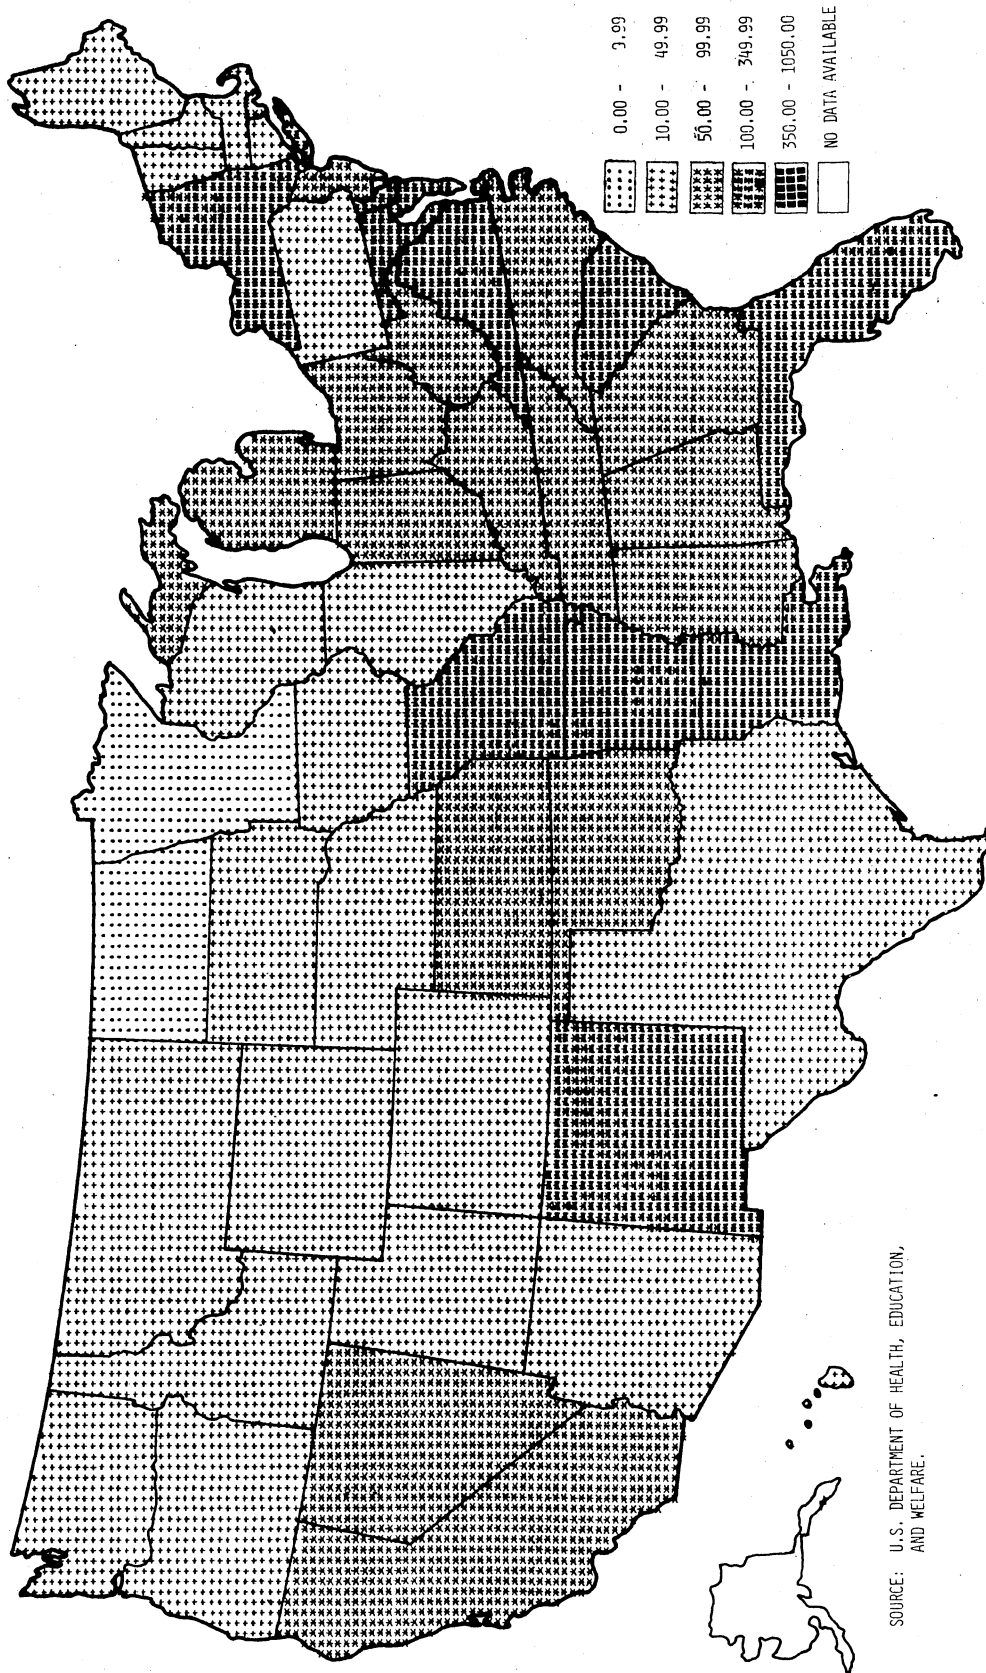 0.00 - 9.99
10.00 - 49.99
50.00 - 99.99
100.00 - 349.99
350.00 - 1050.00
NO DATA AVAILABLE
SOURCE: U.S. DEPARTMENT OF HEALTH, EDUCATION,
AND WELFARE.